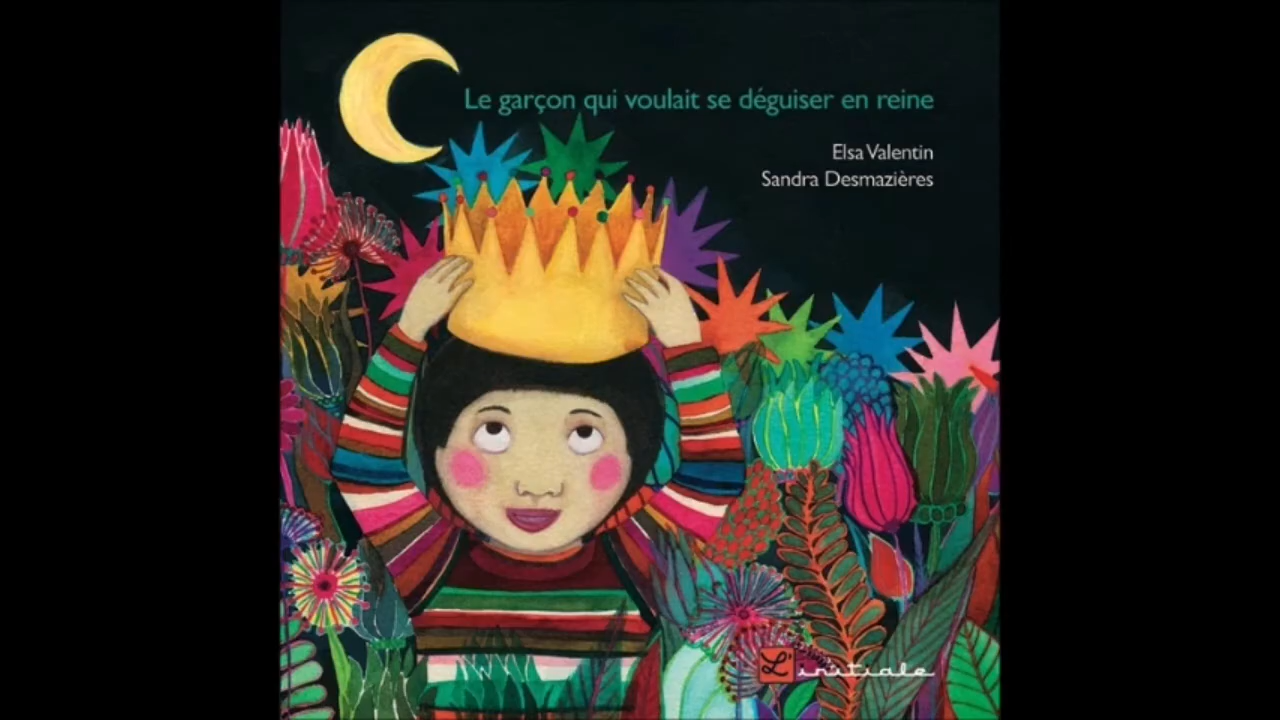 Le garçon qui voulait se déguiser en reine
Elsa Valentin
Sandra Desmazières
L'initiale